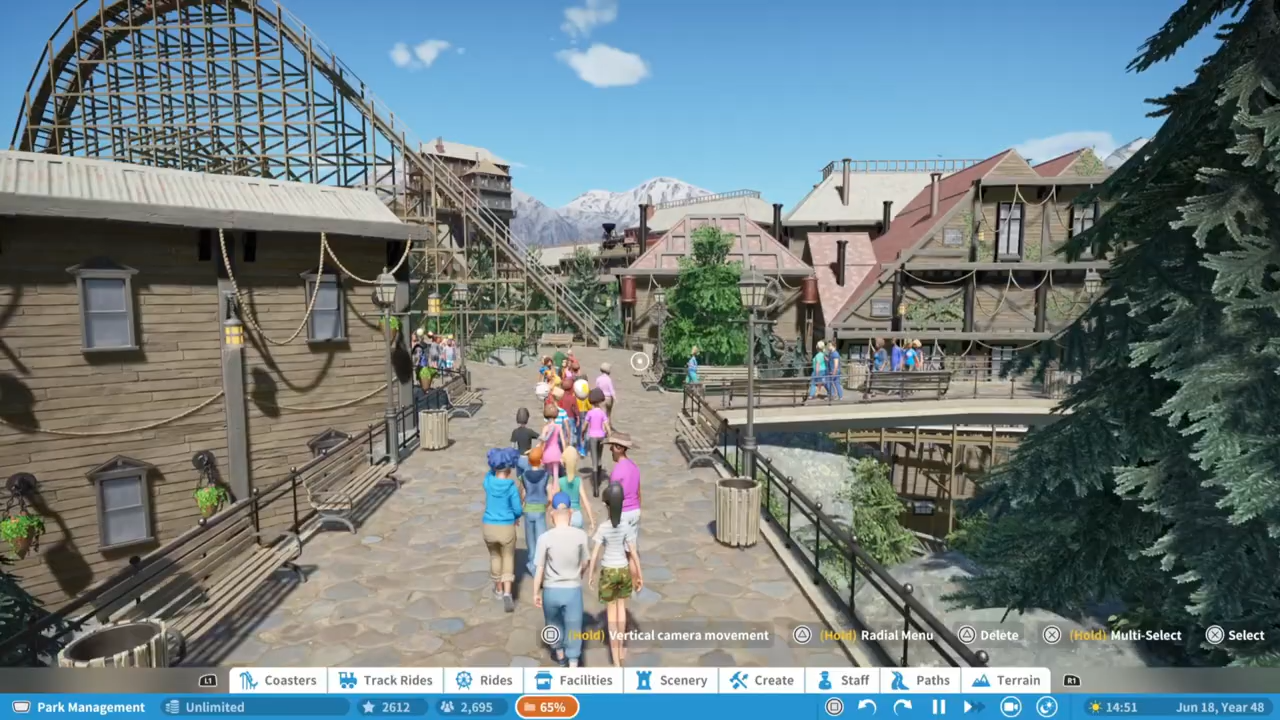 (Hold) Vertical camera movement (Hold) Radial Menu Delete (Hold) Multi-Select Select
L1 Coasters Track Rides Rides Facilities Scenery Create Staff Paths Terrain R1
Park Management Unlimited 2612 2,695 65% 14:51 Jun 18, Year 48